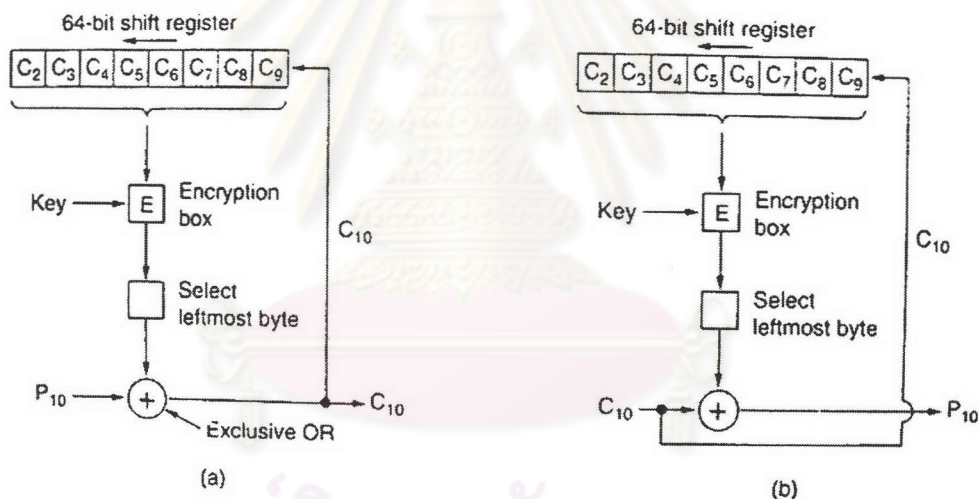 64-bit shift register
C2 C3 C4 C5 C6 C7 C8 C9
Key
E
Encryption
box
C10
Select
leftmost byte
P10
+
C10
Exclusive OR
(a)
64-bit shift register
C2 C3 C4 C5 C6 C7 C8 C9
Key
E
Encryption
box
C10
Select
leftmost byte
C10
+
P10
(b)